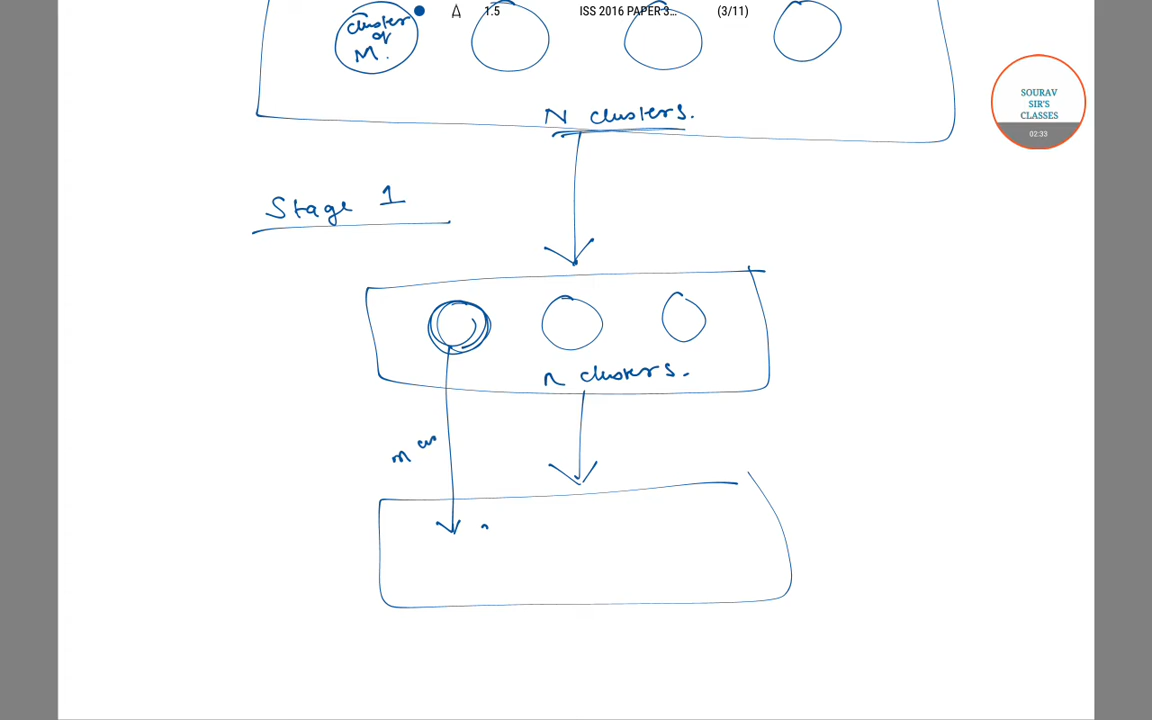 1.5 ISS 2016 PAPER 3... (3/11)
cluster
of
M.
SOURAV
SIR'S
CLASSES
02:33
N clusters.
Stage 1
n clusters.
m